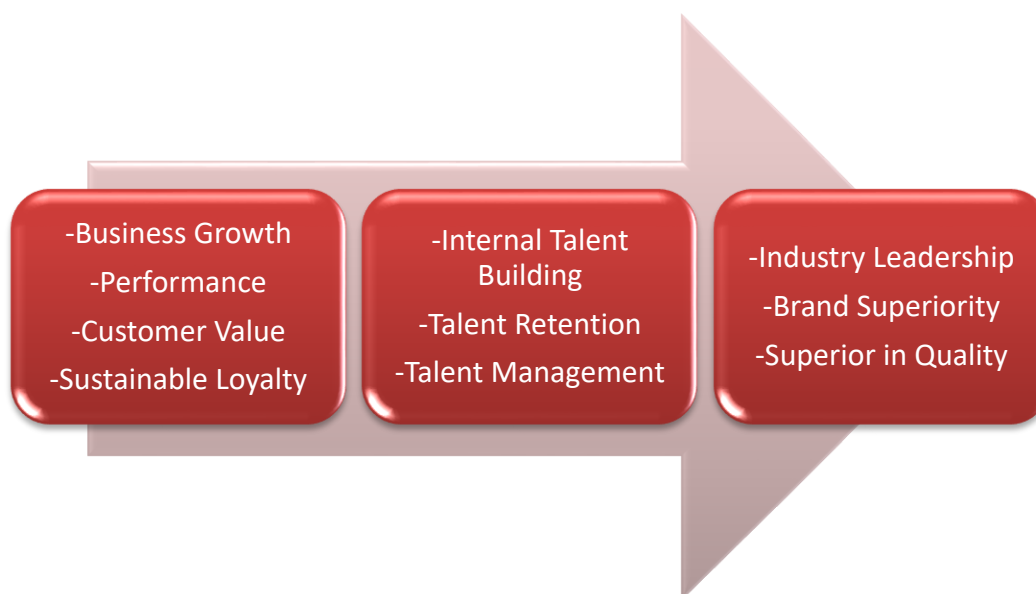 -Business Growth
-Performance
-Customer Value
-Sustainable Loyalty
-Internal Talent
Building
-Talent Retention
-Talent Management
-Industry Leadership
-Brand Superiority
-Superior in Quality